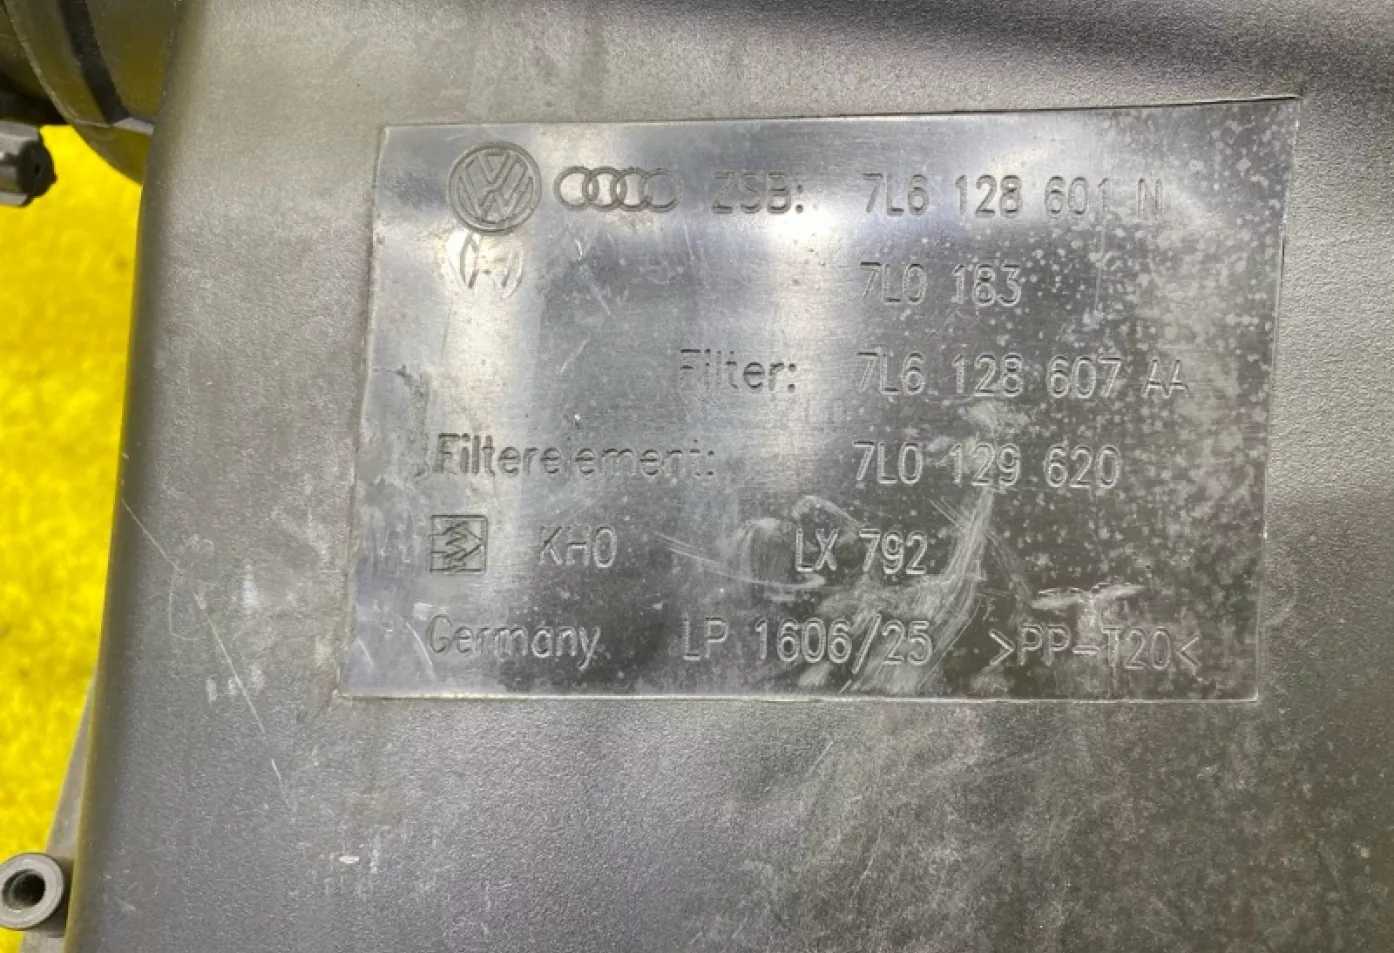 ZSB: 7L6 128 601 N
7L0 183
Filter: 7L6 128 607 AA
Filterelement: 7L0 129 620
KHO LX 792
Germany LP 1606/25 >PP-T20<